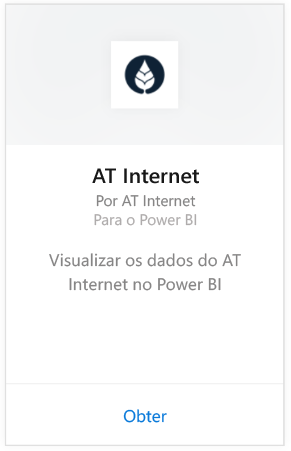 AT Internet
Por AT Internet
Para o Power BI
Visualizar os dados do AT
Internet no Power BI
Obter